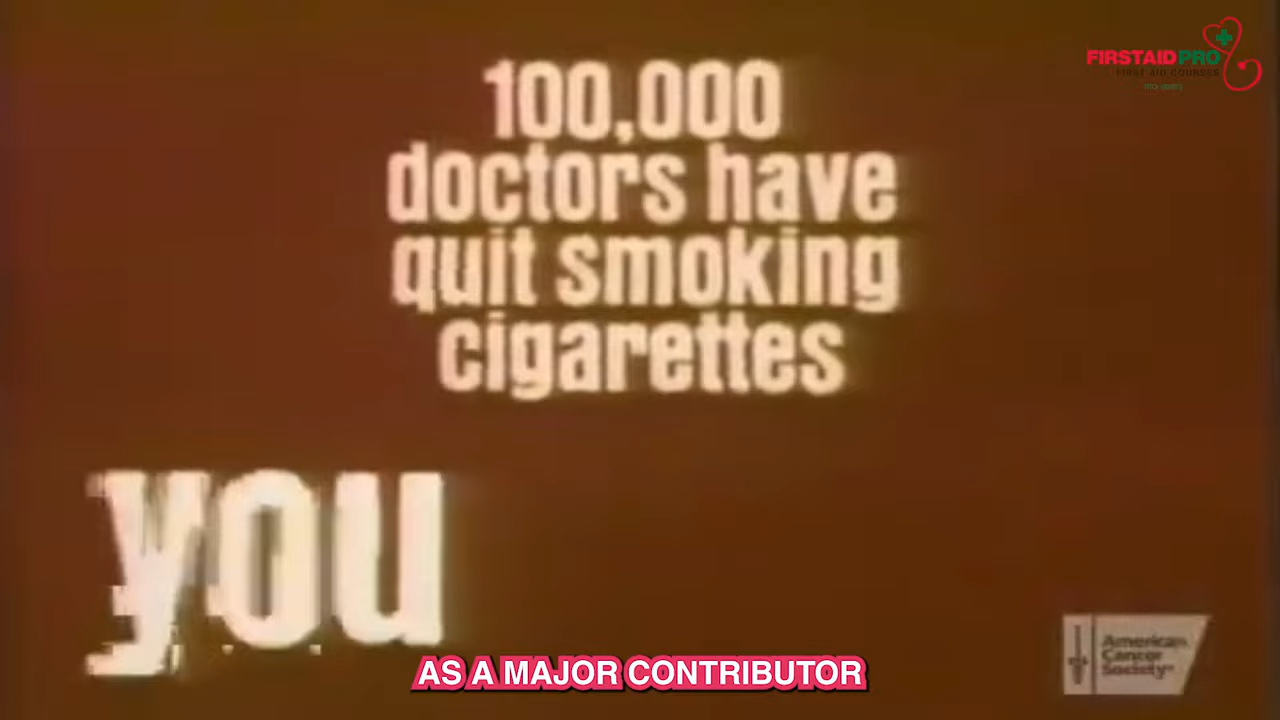 FIRSTAIDPRO
FIRST AID COURSES
100,000
doctors have
quit smoking
cigarettes
you
AS A MAJOR CONTRIBUTOR
American
Cancer
Society